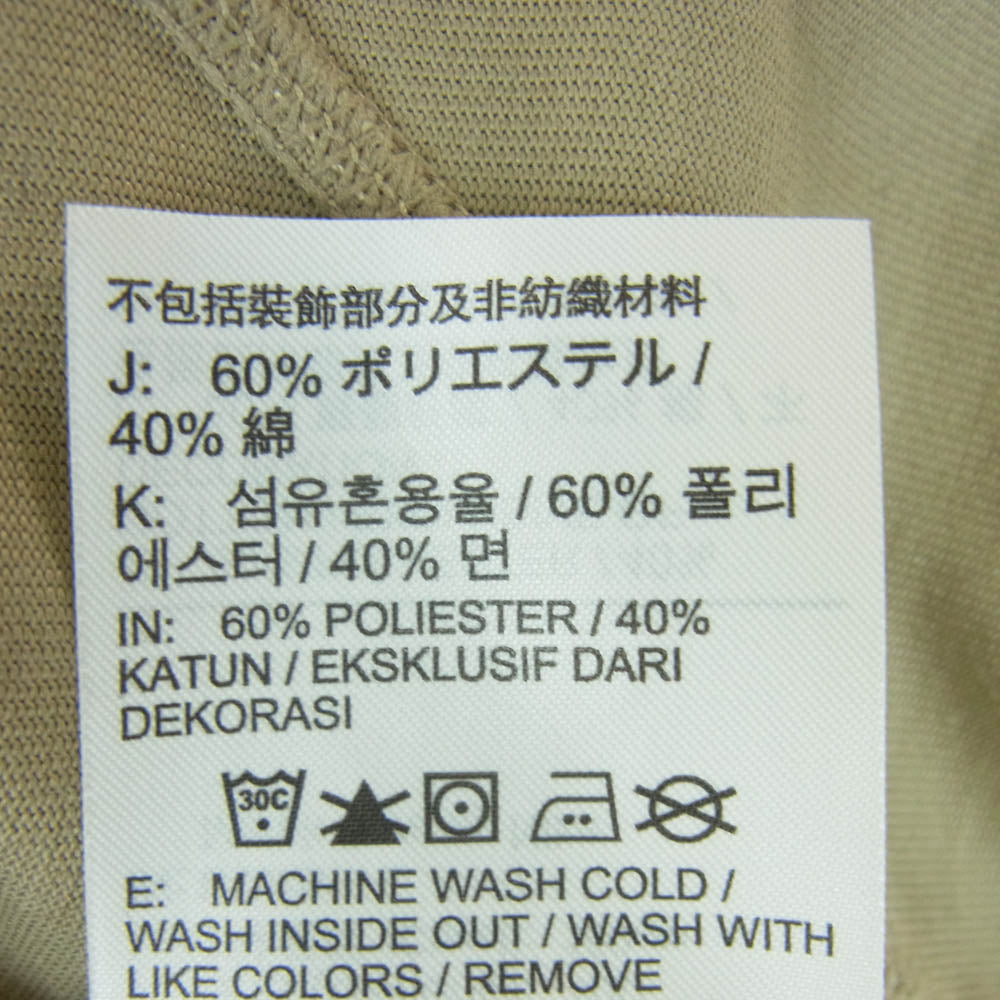 不包括裝飾部分及非紡織材料
J: 60% ポリエステル /
40% 綿
K: 섬유혼용율 / 60% 폴리
에스터 / 40% 면
IN: 60% POLIESTER / 40%
KATUN / EKSKLUSIF DARI
DEKORASI
30C
E: MACHINE WASH COLD /
WASH INSIDE OUT / WASH WITH
LIKE COLORS / REMOVE